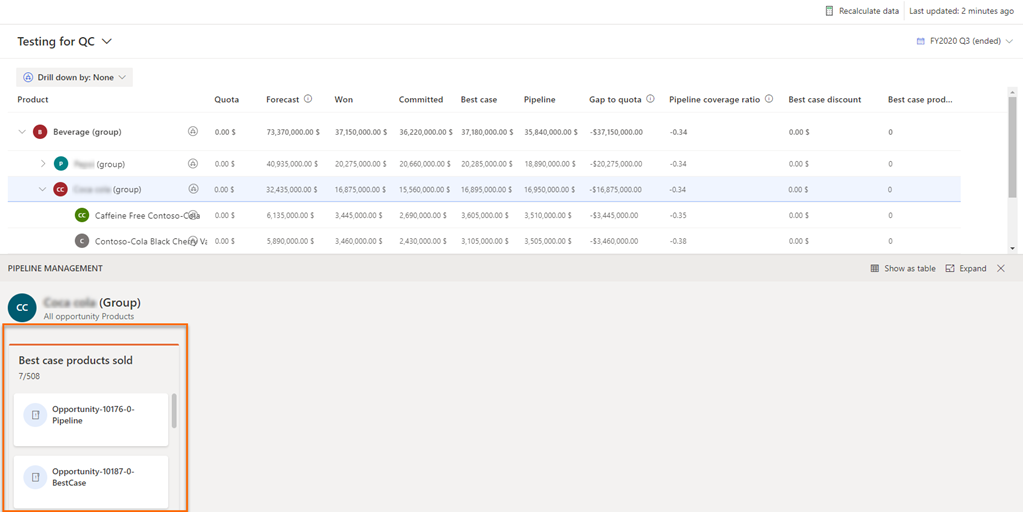 Recalculate data Last updated: 2 minutes ago
Testing for QC FY2020 Q3 (ended)
Drill down by: None
Product Quota Forecast Won Committed Best case Pipeline Gap to quota Pipeline coverage ratio Best case discount Best case prod...
B Beverage (group) 0.00 $ 73,370,000.00 $ 37,150,000.00 $ 36,220,000.00 $ 37,180,000.00 $ 35,840,000.00 $ -$37,150,000.00 -0.34 0.00 $ 0
P (group) 0.00 $ 40,935,000.00 $ 20,275,000.00 $ 20,660,000.00 $ 20,285,000.00 $ 18,890,000.00 $ -$20,275,000.00 -0.34 0.00 $ 0
CC Coca cola (group) 0.00 $ 32,435,000.00 $ 16,875,000.00 $ 15,560,000.00 $ 16,895,000.00 $ 16,950,000.00 $ -$16,875,000.00 -0.34 0.00 $ 0
CC Caffeine Free Contoso-Cola 0.00 $ 6,135,000.00 $ 3,445,000.00 $ 2,690,000.00 $ 3,605,000.00 $ 3,510,000.00 $ -$3,445,000.00 -0.35 0.00 $ 0
C Contoso-Cola Black Cherry Va 0.00 $ 5,890,000.00 $ 3,460,000.00 $ 2,430,000.00 $ 3,105,000.00 $ 3,505,000.00 $ -$3,460,000.00 -0.38 0.00 $ 0
PIPELINE MANAGEMENT Show as table Expand
CC Coca cola (Group)
All opportunity Products
Best case products sold
7/508
Opportunity-10176-0-
Pipeline
Opportunity-10187-0-
BestCase